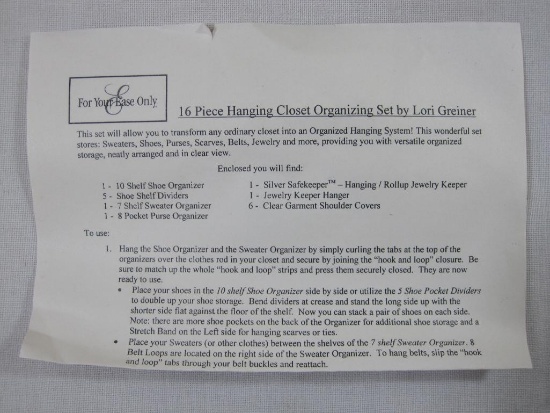 For Your Ease Only
E
16 Piece Hanging Closet Organizing Set by Lori Greiner
This set will allow you to transform any ordinary closet into an Organized Hanging System! This wonderful set
stores: Sweaters, Shoes, Purses, Scarves, Belts, Jewelry and more, providing you with versatile organized
storage, neatly arranged and in clear view.
Enclosed you will find:
1 - 10 Shelf Shoe Organizer
5 - Shoe Shelf Dividers
1 - 7 Shelf Sweater Organizer
1 - 8 Pocket Purse Organizer
1 - Silver Safekeeper™ – Hanging / Rollup Jewelry Keeper
1 - Jewelry Keeper Hanger
6 - Clear Garment Shoulder Covers
To use:
1. Hang the Shoe Organizer and the Sweater Organizer by simply curling the tabs at the top of the
organizers over the clothes rod in your closet and secure by joining the "hook and loop" closure. Be
sure to match up the whole "hook and loop" strips and press them securely closed. They are now
ready to use.
• Place your shoes in the 10 shelf Shoe Organizer side by side or utilize the 5 Shoe Pocket Dividers
to double up your shoe storage. Bend dividers at crease and stand the long side up with the
shorter side flat against the floor of the shelf. Now you can stack a pair of shoes on each side.
Note: there are more shoe pockets on the back of the Organizer for additional shoe storage and a
Stretch Band on the Left side for hanging scarves or ties.
• Place your Sweaters (or other clothes) between the shelves of the 7 shelf Sweater Organizer. 8
Belt Loops are located on the right side of the Sweater Organizer. To hang belts, slip the "hook
and loop" tabs through your belt buckles and reattach.